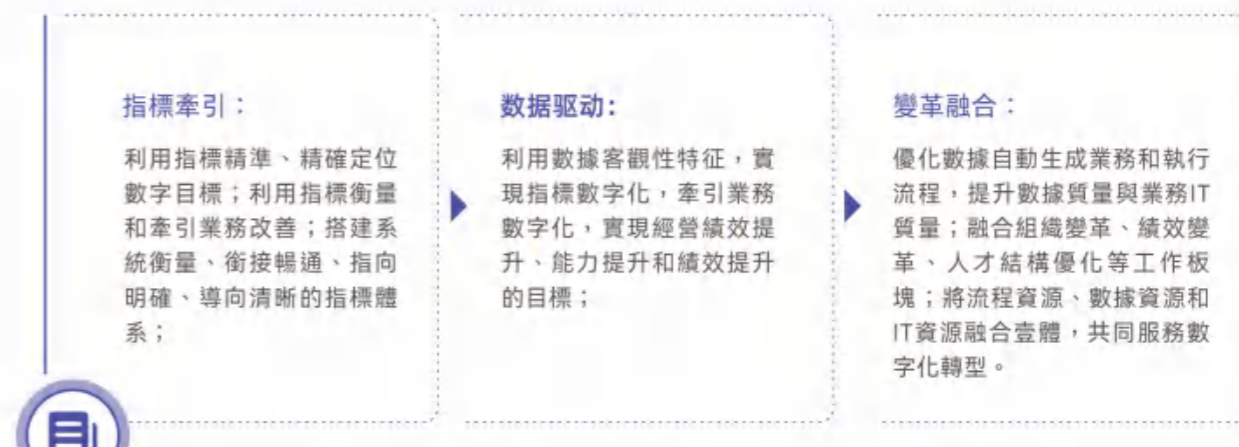 指標牽引：
利用指標精準、精確定位
數字目標；利用指標衡量
和牽引業務改善；搭建系
統衡量、銜接暢通、指向
明確、導向清晰的指標體
系；
数据驱动：
利用數據客觀性特征，實
現指標數字化，牽引業務
數字化，實現經營績效提
升、能力提升和績效提升
的目標；
變革融合：
優化數據自動生成業務和執行
流程，提升數據質量與業務IT
質量；融合組織變革、績效變
革、人才結構優化等工作板
塊；將流程資源、數據資源和
IT資源融合壹體，共同服務數
字化轉型。